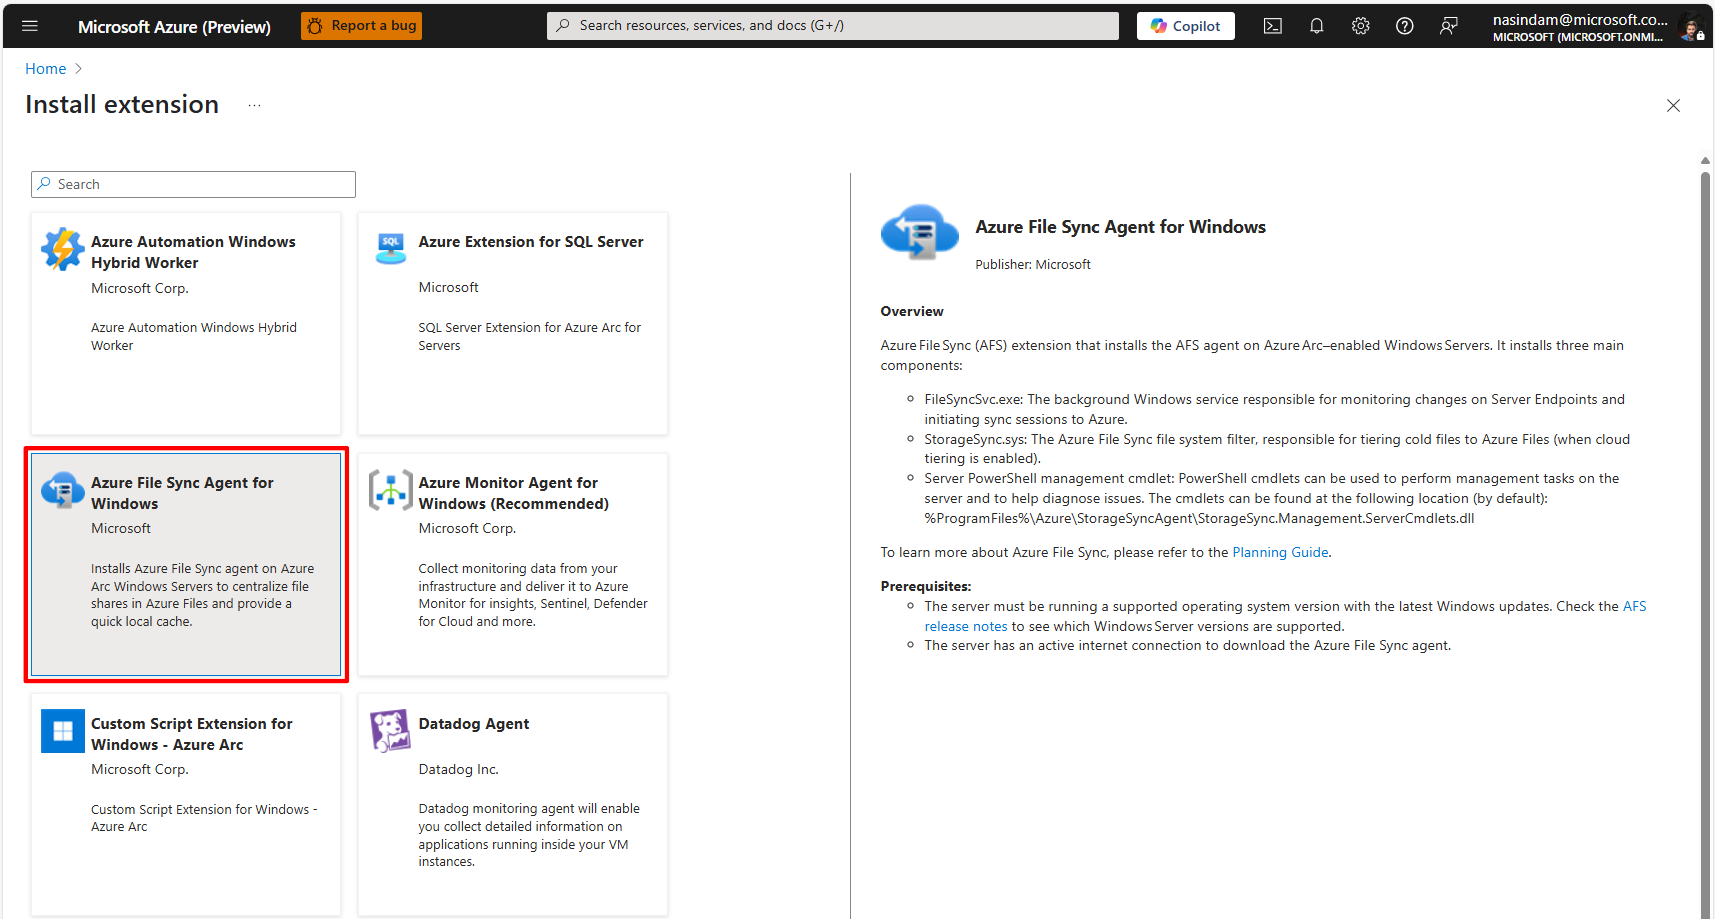 Microsoft Azure (Preview)
Report a bug
Search resources, services, and docs (G+/)
Copilot
nasindam@microsoft.co...
MICROSOFT (MICROSOFT.ONMI...
Home
Install extension
...
Search
Azure Automation Windows
Hybrid Worker
Microsoft Corp.
Azure Automation Windows Hybrid
Worker
SQL
Azure Extension for SQL Server
Microsoft
SQL Server Extension for Azure Arc for
Servers
Azure File Sync Agent for
Windows
Microsoft
Installs Azure File Sync agent on Azure
Arc Windows Servers to centralize file
shares in Azure Files and provide a
quick local cache.
Azure Monitor Agent for
Windows (Recommended)
Microsoft Corp.
Collect monitoring data from your
infrastructure and deliver it to Azure
Monitor for insights, Sentinel, Defender
for Cloud and more.
Custom Script Extension for
Windows - Azure Arc
Microsoft Corp.
Custom Script Extension for Windows -
Azure Arc
Datadog Agent
Datadog Inc.
Datadog monitoring agent will enable
you collect detailed information on
applications running inside your VM
instances.
Azure File Sync Agent for Windows
Publisher: Microsoft
Overview
Azure File Sync (AFS) extension that installs the AFS agent on Azure Arc–enabled Windows Servers. It installs three main
components:
FileSyncSvc.exe: The background Windows service responsible for monitoring changes on Server Endpoints and
initiating sync sessions to Azure.
StorageSync.sys: The Azure File Sync file system filter, responsible for tiering cold files to Azure Files (when cloud
tiering is enabled).
Server PowerShell management cmdlet: PowerShell cmdlets can be used to perform management tasks on the
server and to help diagnose issues. The cmdlets can be found at the following location (by default):
%ProgramFiles%\Azure\StorageSyncAgent\StorageSync.Management.ServerCmdlets.dll
To learn more about Azure File Sync, please refer to the Planning Guide.
Prerequisites:
The server must be running a supported operating system version with the latest Windows updates. Check the AFS
release notes to see which Windows Server versions are supported.
The server has an active internet connection to download the Azure File Sync agent.